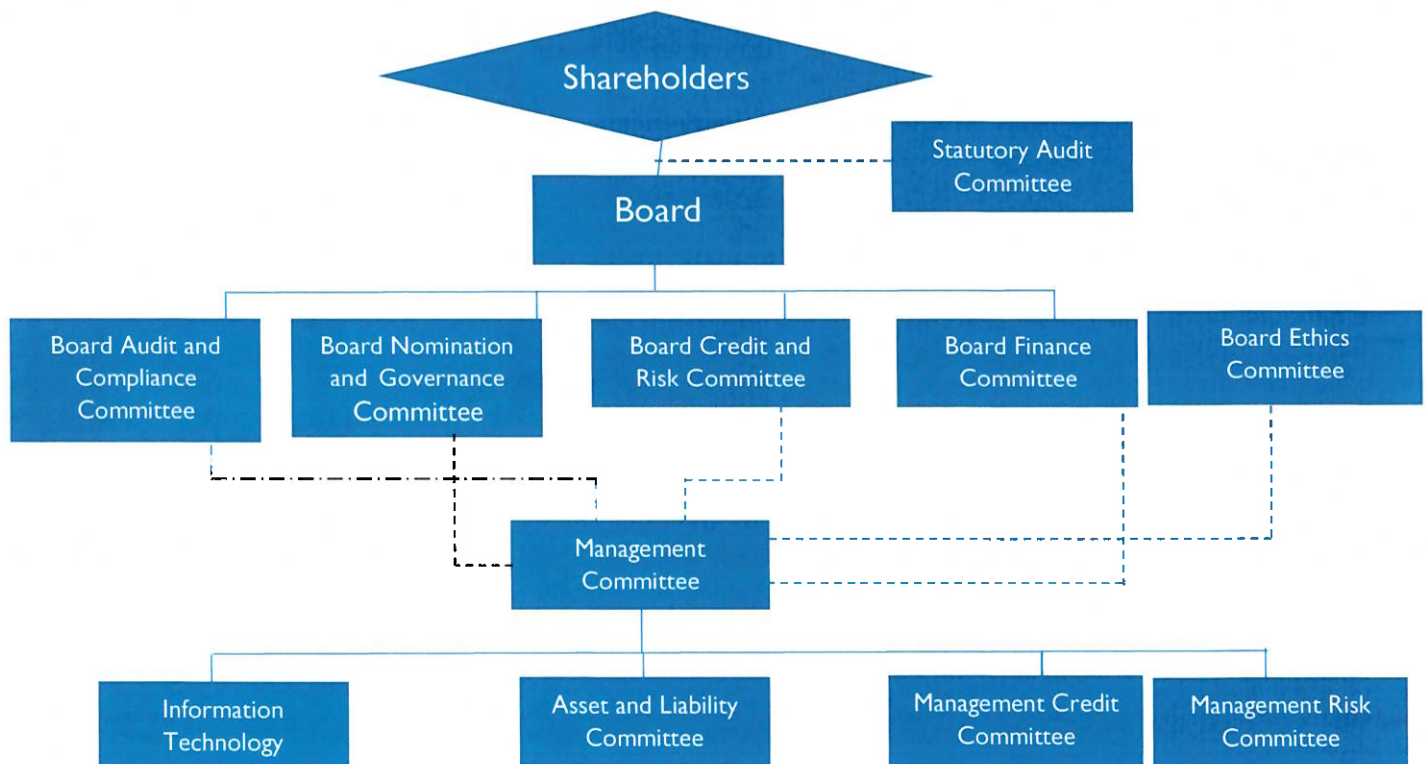 Shareholders
Statutory Audit
Committee
Board
Board Audit and
Compliance
Committee
Board Nomination
and Governance
Committee
Board Credit and
Risk Committee
Board Finance
Committee
Board Ethics
Committee
Management
Committee
Information
Technology
Asset and Liability
Committee
Management Credit
Committee
Management Risk
Committee